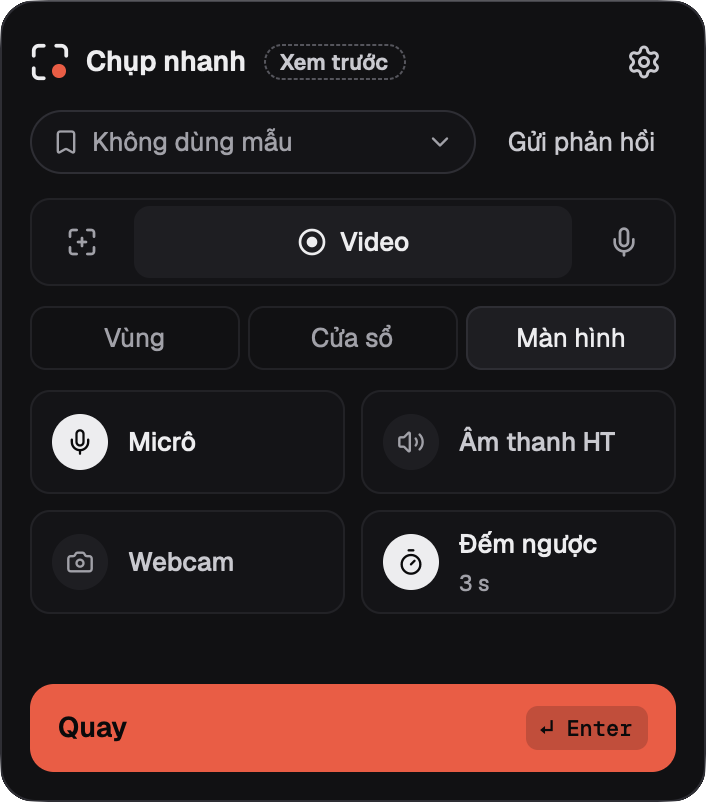 Chụp nhanh
Xem trước
Không dùng mẫu
Gửi phản hồi
Video
Vùng
Cửa sổ
Màn hình
Micrô
Âm thanh HT
Webcam
Đếm ngược
3 s
Quay
↵ Enter